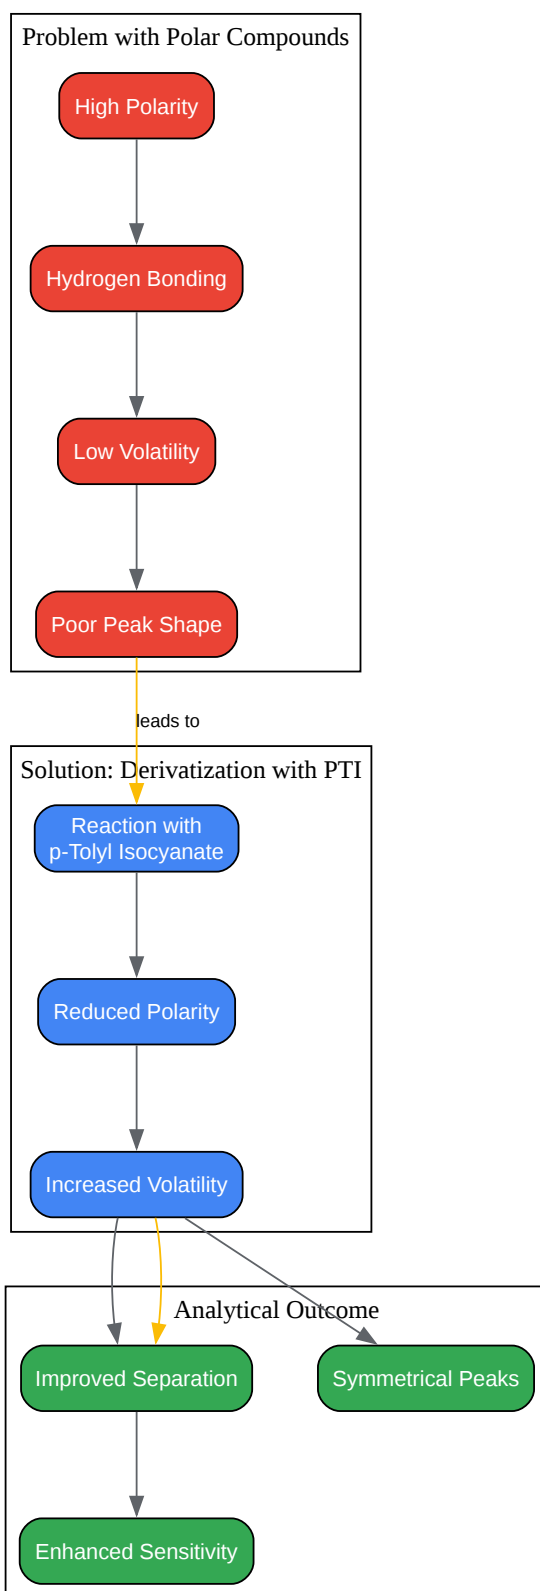 Problem with Polar Compounds
High Polarity
Hydrogen Bonding
Low Volatility
Poor Peak Shape
leads to
Solution: Derivatization with PTI
Reaction with
p-Tolyl Isocyanate
Reduced Polarity
Increased Volatility
Analytical Outcome
Improved Separation
Symmetrical Peaks
Enhanced Sensitivity